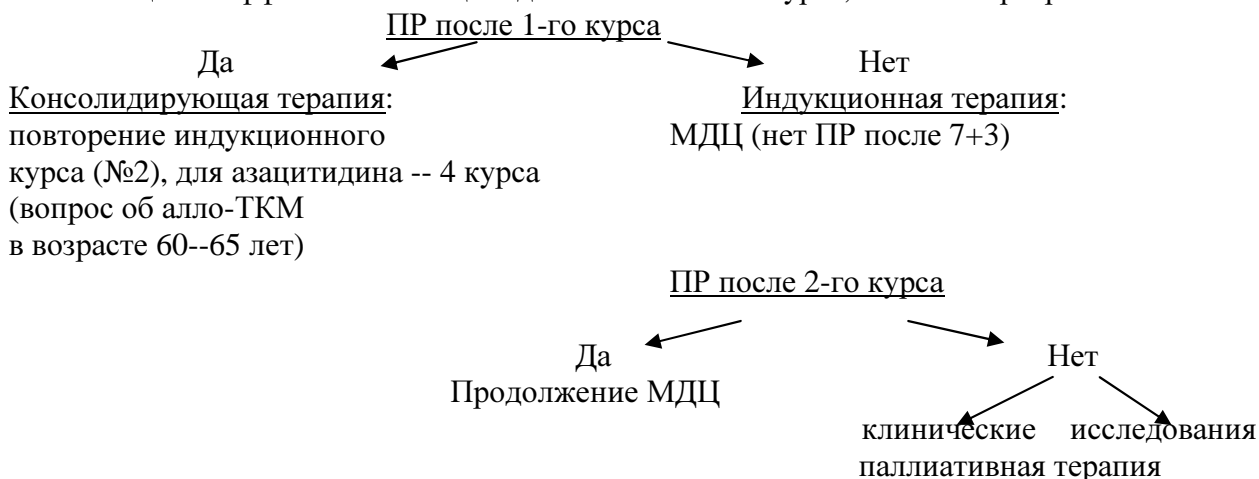 ПР после 1-го курса
Да Нет
Консолидирующая терапия: Индукционная терапия:
повторение индукционного МДЦ (нет ПР после 7+3)
курса (№2), для азацитидина -- 4 курса
(вопрос об алло-ТКМ
в возрасте 60--65 лет)
ПР после 2-го курса
Да Нет
Продолжение МДЦ
клинические исследования
паллиативная терапия